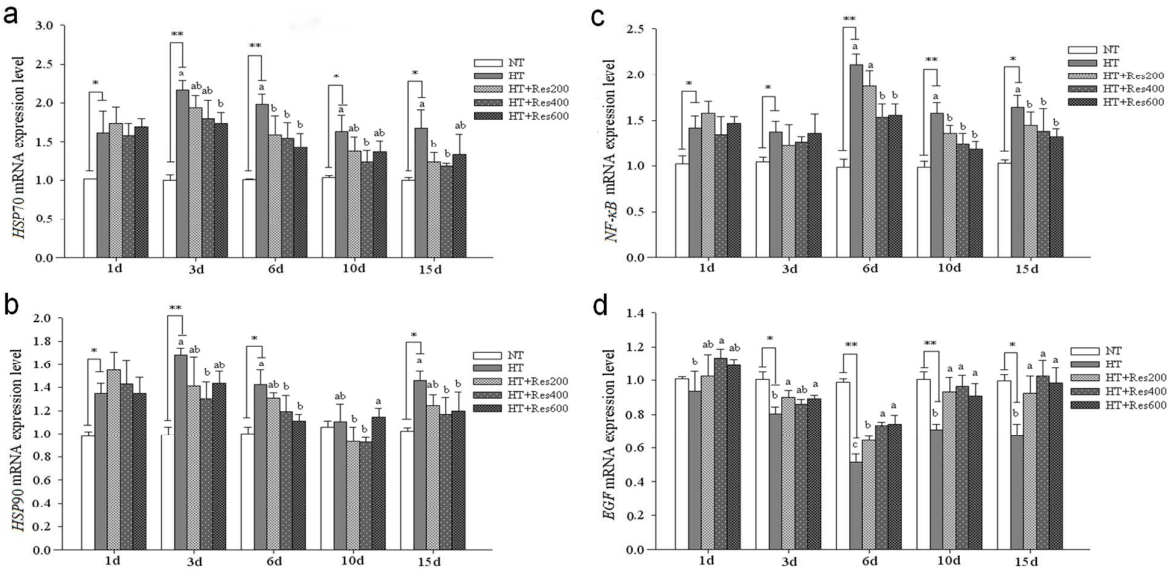 a
HSP70 mRNA expression level
3.0
2.5
2.0
1.5
1.0
0.5
0.0
* ** ** * *
a ab ab b
a b b b
a ab b ab
a b b ab
1d 3d 6d 10d 15d
NT
HT
HT+Res200
HT+Res400
HT+Res600
b
HSP90 mRNA expression level
2.0
1.8
1.6
1.4
1.2
1.0
0.8
0.6
0.4
0.2
0.0
* ** * *
a ab b ab
a ab b b
ab b b a
a ab b b
1d 3d 6d 10d 15d
NT
HT
HT+Res200
HT+Res400
HT+Res600
c
NF-κB mRNA expression level
2.5
2.0
1.5
1.0
0.5
0.0
* * ** ** *
a a b b
a b b b
a ab ab b
1d 3d 6d 10d 15d
NT
HT
HT+Res200
HT+Res400
HT+Res600
d
EGF mRNA expression level
1.4
1.2
1.0
0.8
0.6
0.4
0.2
0.0
* ** ** *
b ab a ab
b a ab a
c b a a
b a a a
b a a a
1d 3d 6d 10d 15d
NT
HT
HT+Res200
HT+Res400
HT+Res600